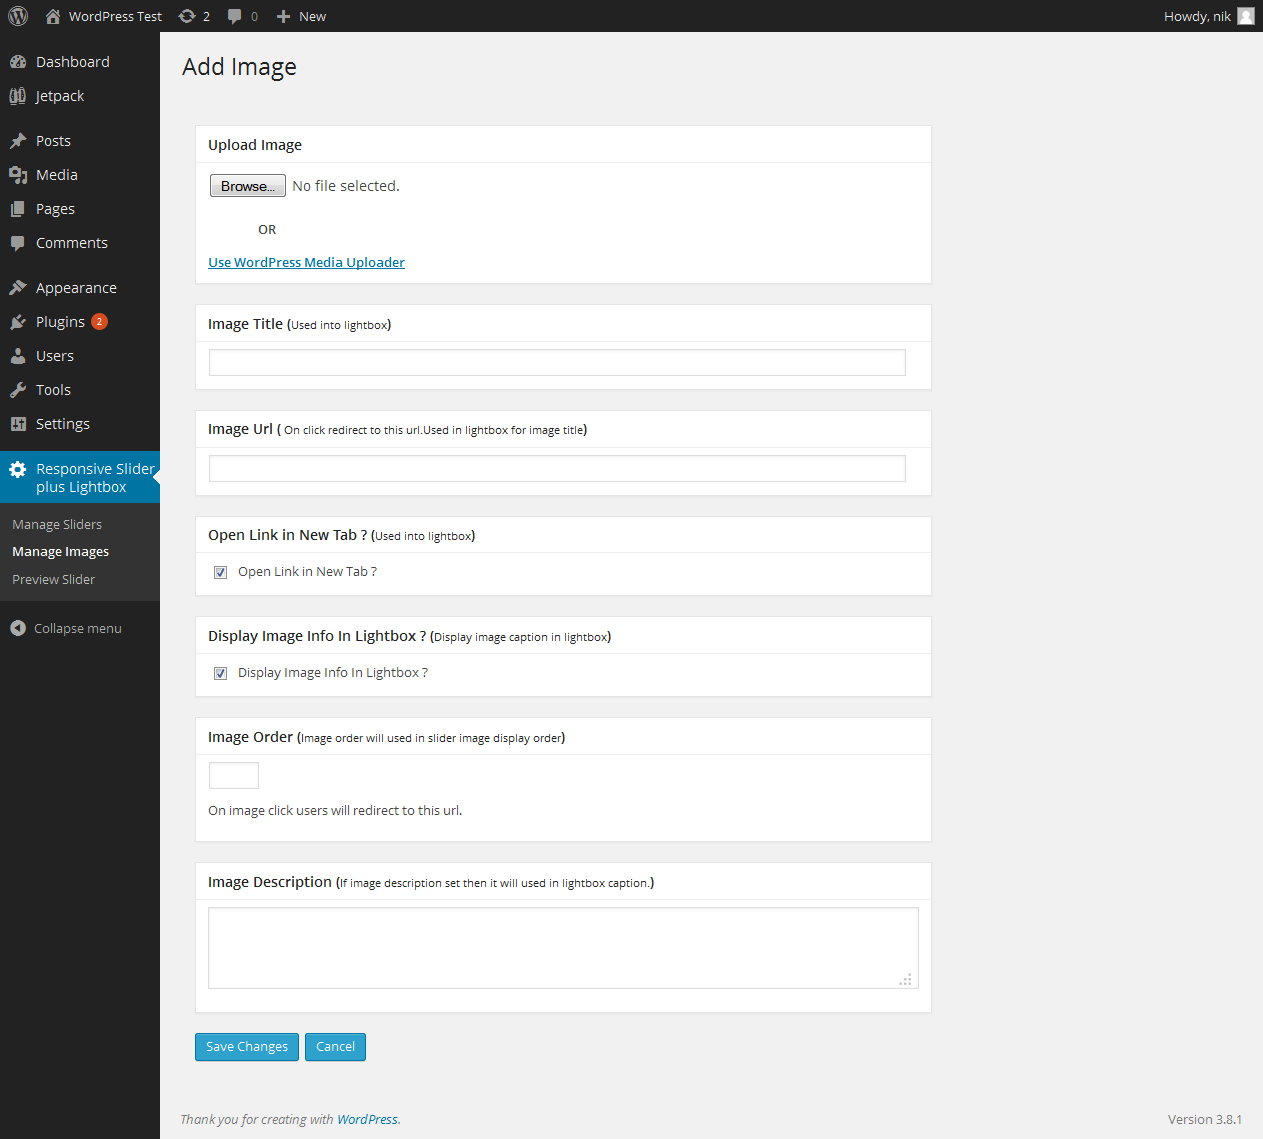 WordPress Test 2 0 New Howdy, nik
Dashboard
Jetpack
Posts
Media
Pages
Comments
Appearance
Plugins 2
Users
Tools
Settings
Responsive Slider
plus Lightbox
Manage Sliders
Manage Images
Preview Slider
Collapse menu
Add Image
Upload Image
Browse... No file selected.
OR
Use WordPress Media Uploader
Image Title (Used into lightbox)
Image Url ( On click redirect to this url.Used in lightbox for image title)
Open Link in New Tab ? (Used into lightbox)
Open Link in New Tab ?
Display Image Info In Lightbox ? (Display image caption in lightbox)
Display Image Info In Lightbox ?
Image Order (Image order will used in slider image display order)
On image click users will redirect to this url.
Image Description (If image description set then it will used in lightbox caption.)
Save Changes Cancel
Thank you for creating with WordPress. Version 3.8.1